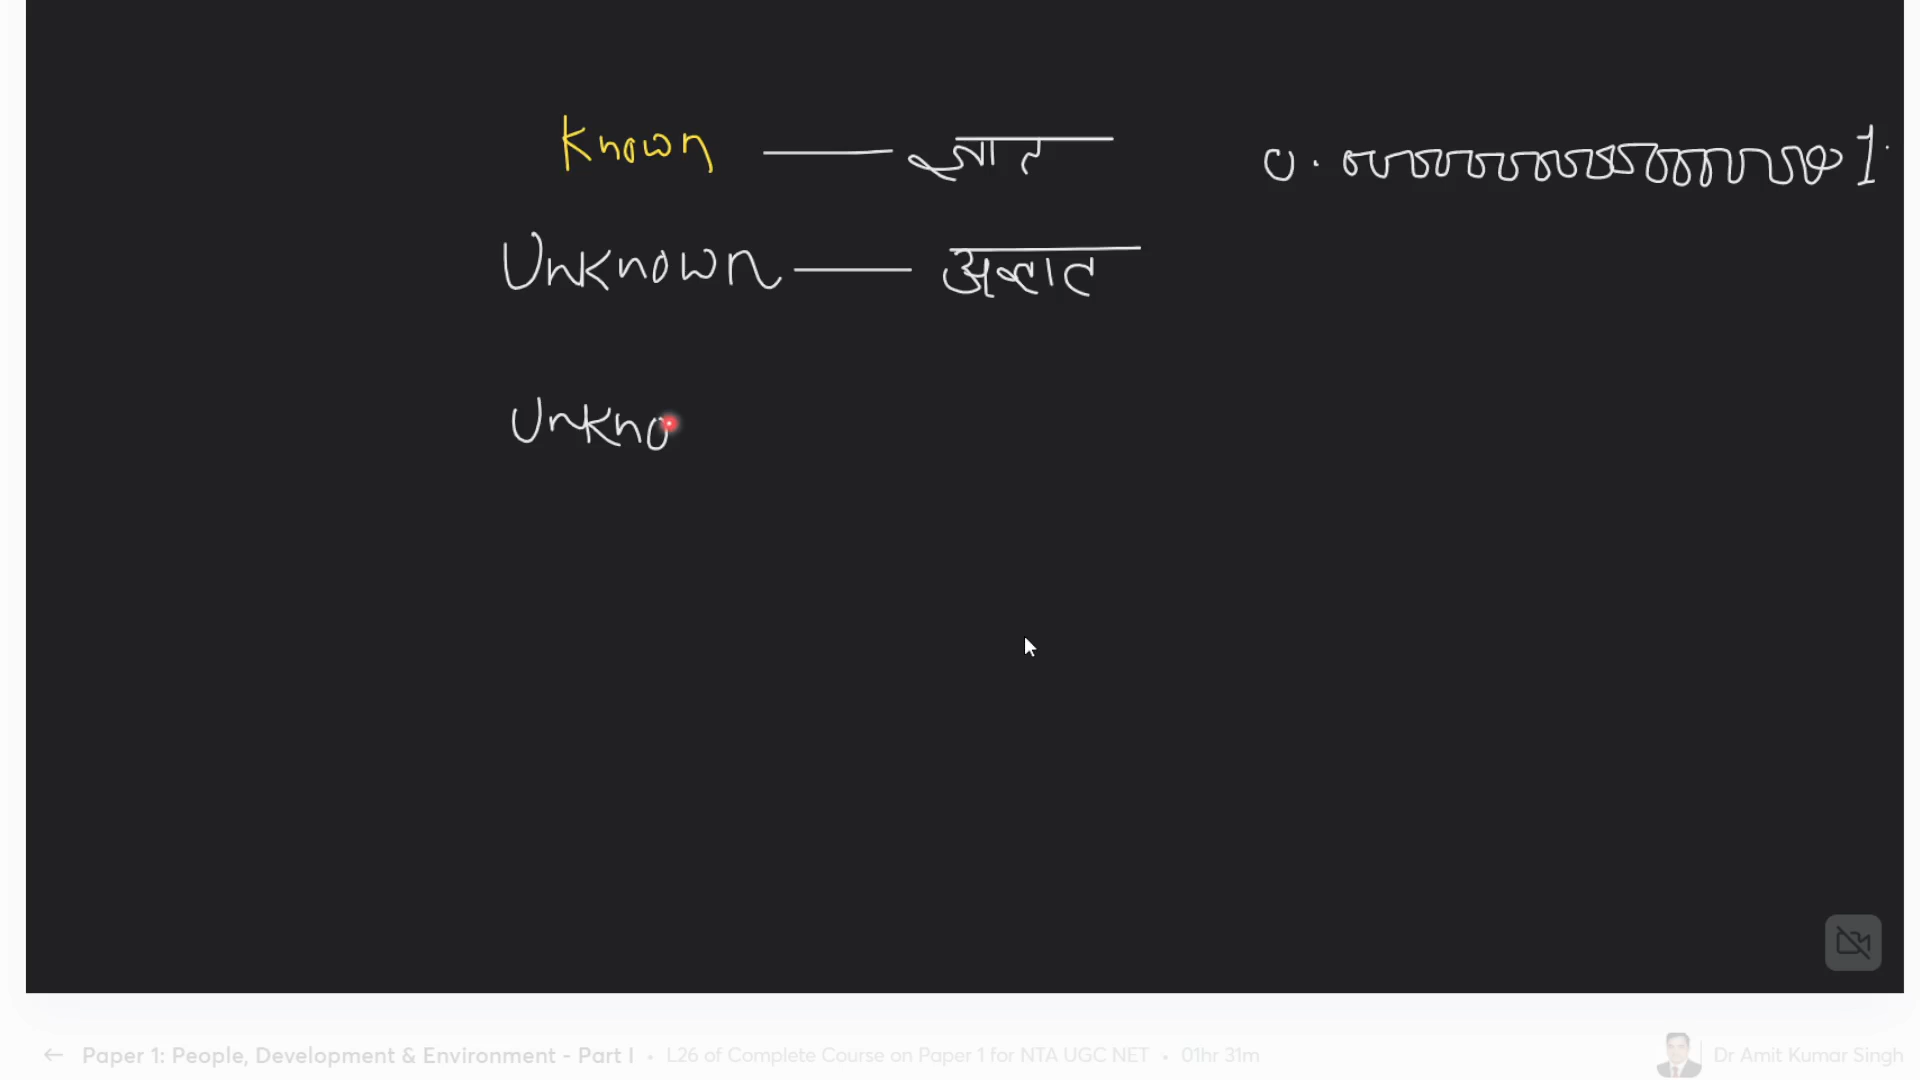 Known — ज्ञात
Unknown — अज्ञात
Unkno
Paper 1: People, Development & Environment - Part I • L26 of Complete Course on Paper 1 for NTA UGC NET • 01hr 31m
Dr Amit Kumar Singh